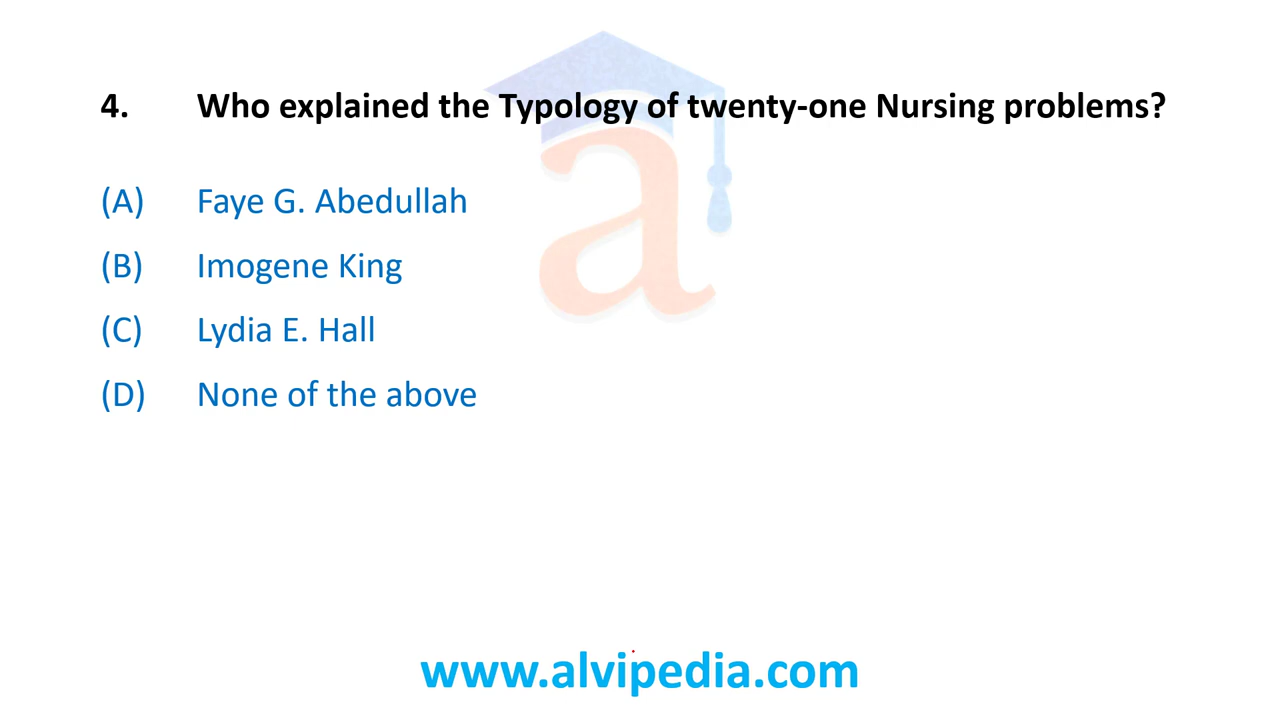 4. Who explained the Typology of twenty-one Nursing problems?
(A) Faye G. Abedullah
(B) Imogene King
(C) Lydia E. Hall
(D) None of the above
www.alvipedia.com